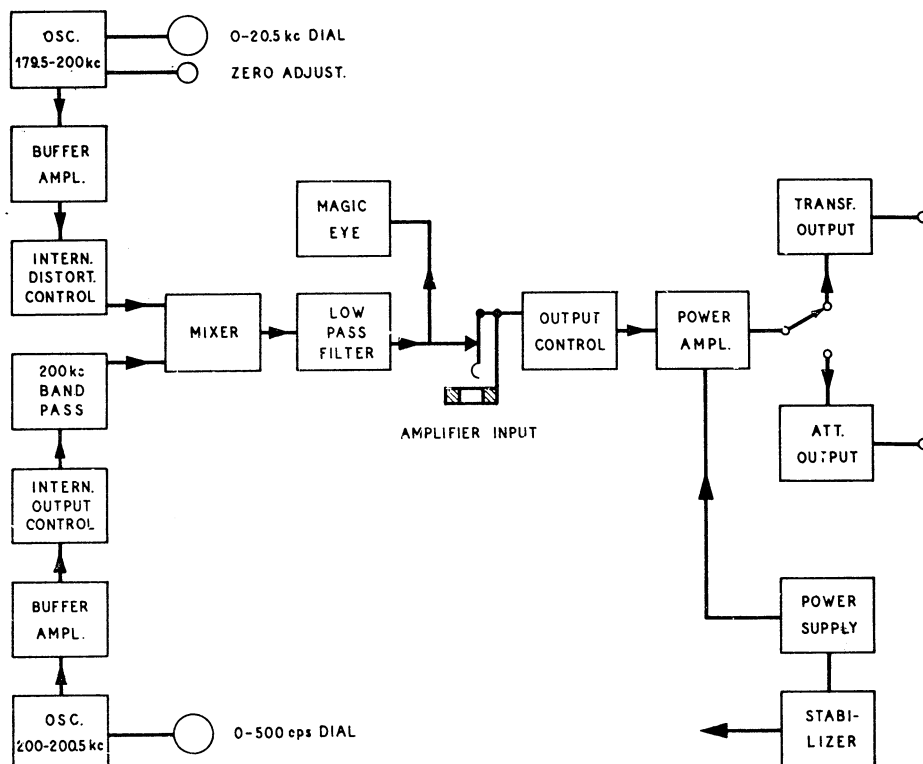 OSC.
179.5-200kc
0-20.5 kc DIAL
ZERO ADJUST.
BUFFER
AMPL.
INTERN.
DISTORT.
CONTROL
MAGIC
EYE
TRANSF.
OUTPUT
MIXER
LOW
PASS
FILTER
OUTPUT
CONTROL
POWER
AMPL.
200kc
BAND
PASS
AMPLIFIER INPUT
ATT.
OUTPUT
INTERN.
OUTPUT
CONTROL
BUFFER
AMPL.
POWER
SUPPLY
OSC.
200-200.5 kc
0-500 cps DIAL
STABI-
LIZER